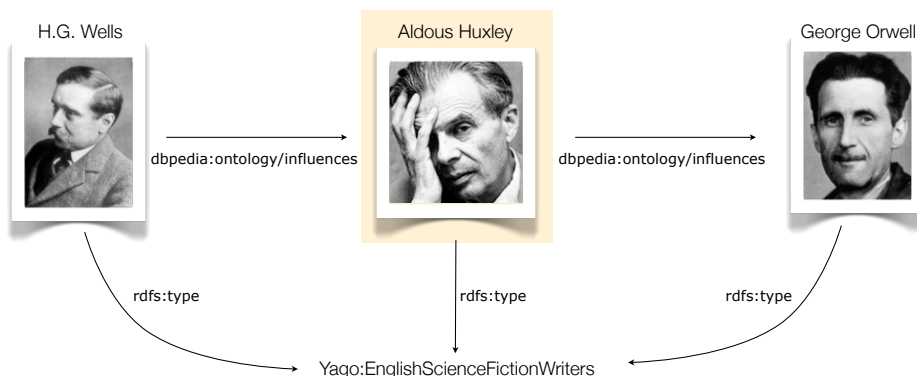 H.G. Wells
Aldous Huxley
George Orwell
dbpedia:ontology/influences
dbpedia:ontology/influences
rdfs:type
rdfs:type
rdfs:type
Yago:EnglishScienceFictionWriters